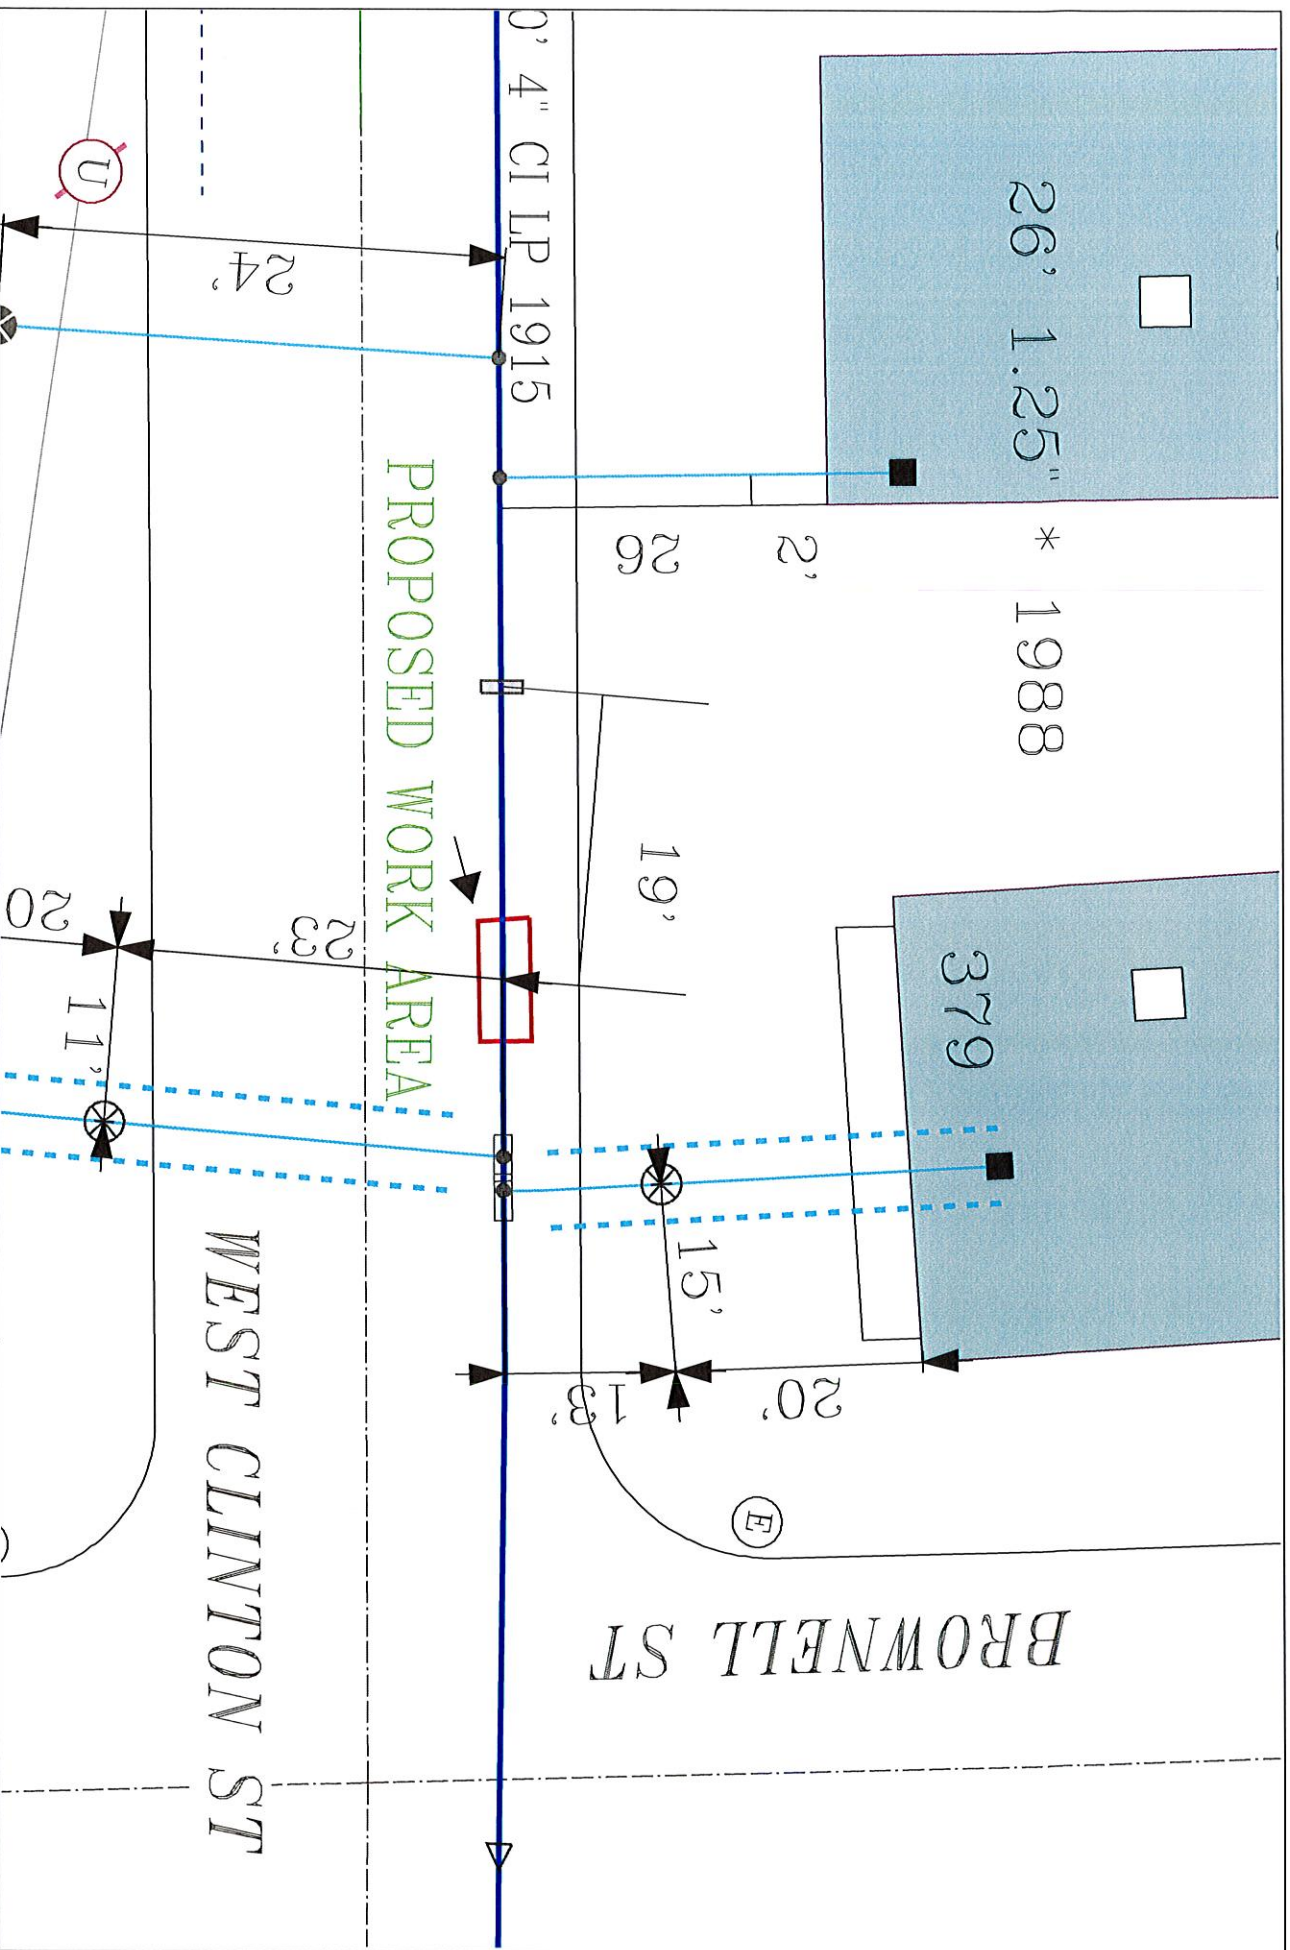 26' 1.25" * 1988
379
26
2'
19'
15'
20'
13'
E
BROWNELL ST
0' 4" CI LP 1915
PROPOSED WORK AREA
U
24'
23'
20
11'
WEST CLINTON ST